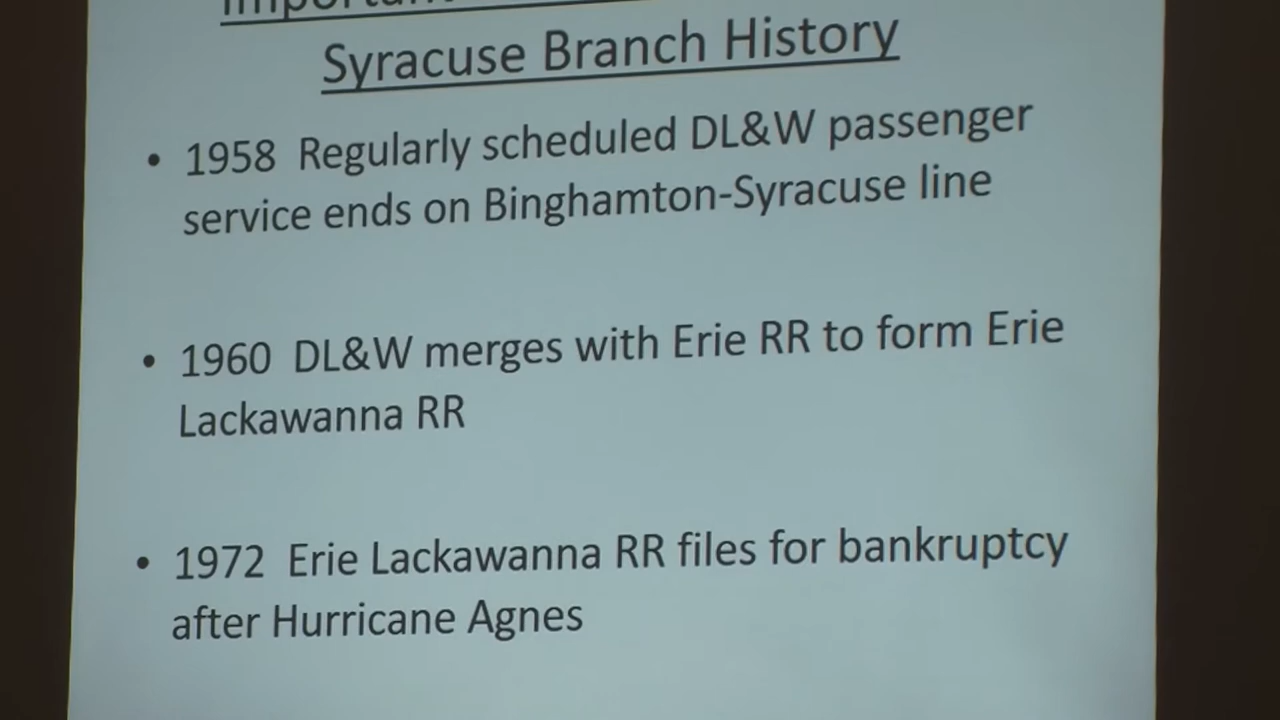 Important
Syracuse Branch History
• 1958 Regularly scheduled DL&W passenger
service ends on Binghamton-Syracuse line
• 1960 DL&W merges with Erie RR to form Erie
Lackawanna RR
• 1972 Erie Lackawanna RR files for bankruptcy
after Hurricane Agnes